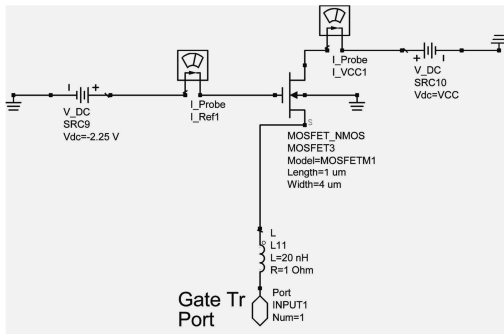 I_Probe
I_VCC1
V_DC
SRC10
Vdc=VCC
I_Probe
I_Ref1
V_DC
SRC9
Vdc=-2.25 V
S
MOSFET_NMOS
MOSFET3
Model=MOSFETM1
Length=1 um
Width=4 um
L
L11
L=20 nH
R=1 Ohm
Gate Tr
Port
Port
INPUT1
Num=1